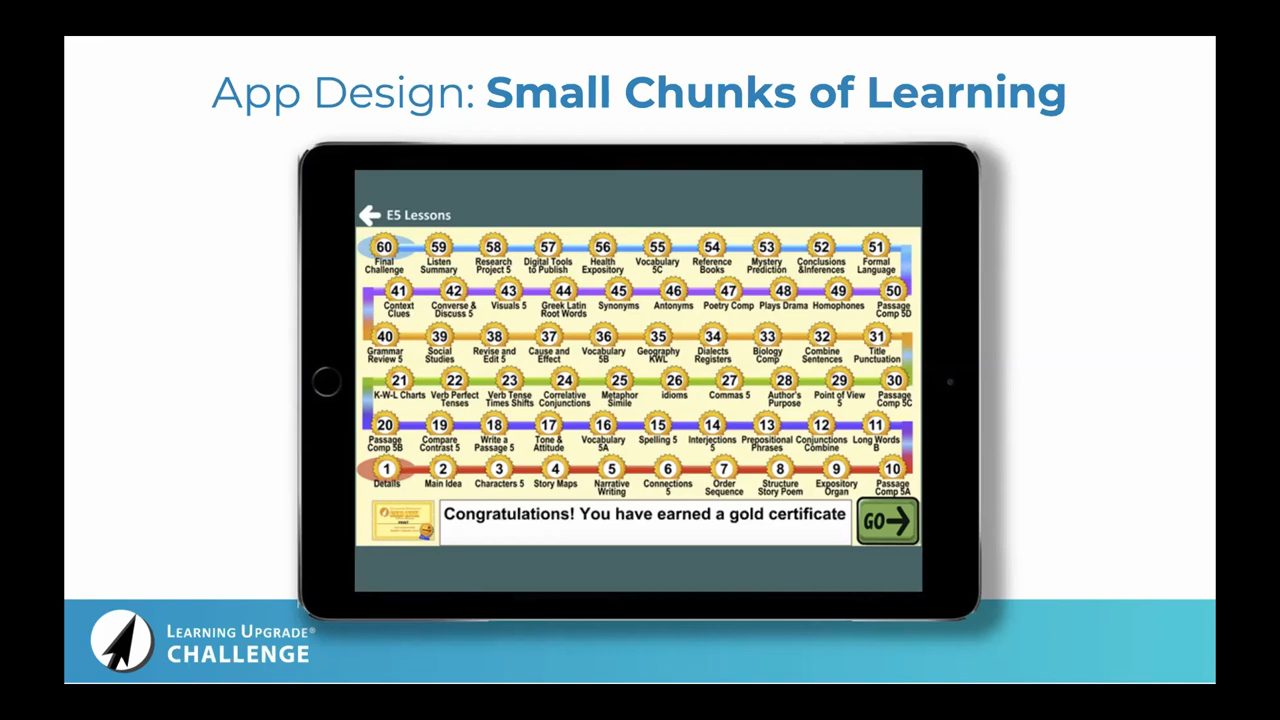 App Design: Small Chunks of Learning
E5 Lessons
60 59 58 57 56 55 54 53 52 51
Final Challenge Listen Summary Research Project 5 Digital Tools to Publish Health Expository Vocabulary 5C Reference Books Mystery Prediction Conclusions &Inferences Formal Language
41 42 43 44 45 46 47 48 49 50
Context Clues Converse & Discuss 5 Visuals 5 Greek Latin Root Words Synonyms Antonyms Poetry Comp Plays Drama Homophones Passage Comp 5D
40 39 38 37 36 35 34 33 32 31
Grammar Review 5 Social Studies Revise and Edit 5 Cause and Effect Vocabulary 5B Geography KWL Dialects Registers Biology Comp Combine Sentences Title Punctuation
21 22 23 24 25 26 27 28 29 30
K-W-L Charts Verb Perfect Tenses Verb Tense Times Shifts Correlative Conjunctions Metaphor Simile idioms Commas 5 Author's Purpose Point of View 5 Passage Comp 5C
20 19 18 17 16 15 14 13 12 11
Passage Comp 5B Compare Contrast 5 Write a Passage 5 Tone & Attitude Vocabulary 5A Spelling 5 Interjections 5 Prepositional Phrases Conjunctions Combine Long Words B
1 2 3 4 5 6 7 8 9 10
Details Main Idea Characters 5 Story Maps Narrative Writing Connections 5 Order Sequence Structure Story Poem Expository Organ Passage Comp 5A
Congratulations! You have earned a gold certificate
GO
LEARNING UPGRADE®
CHALLENGE